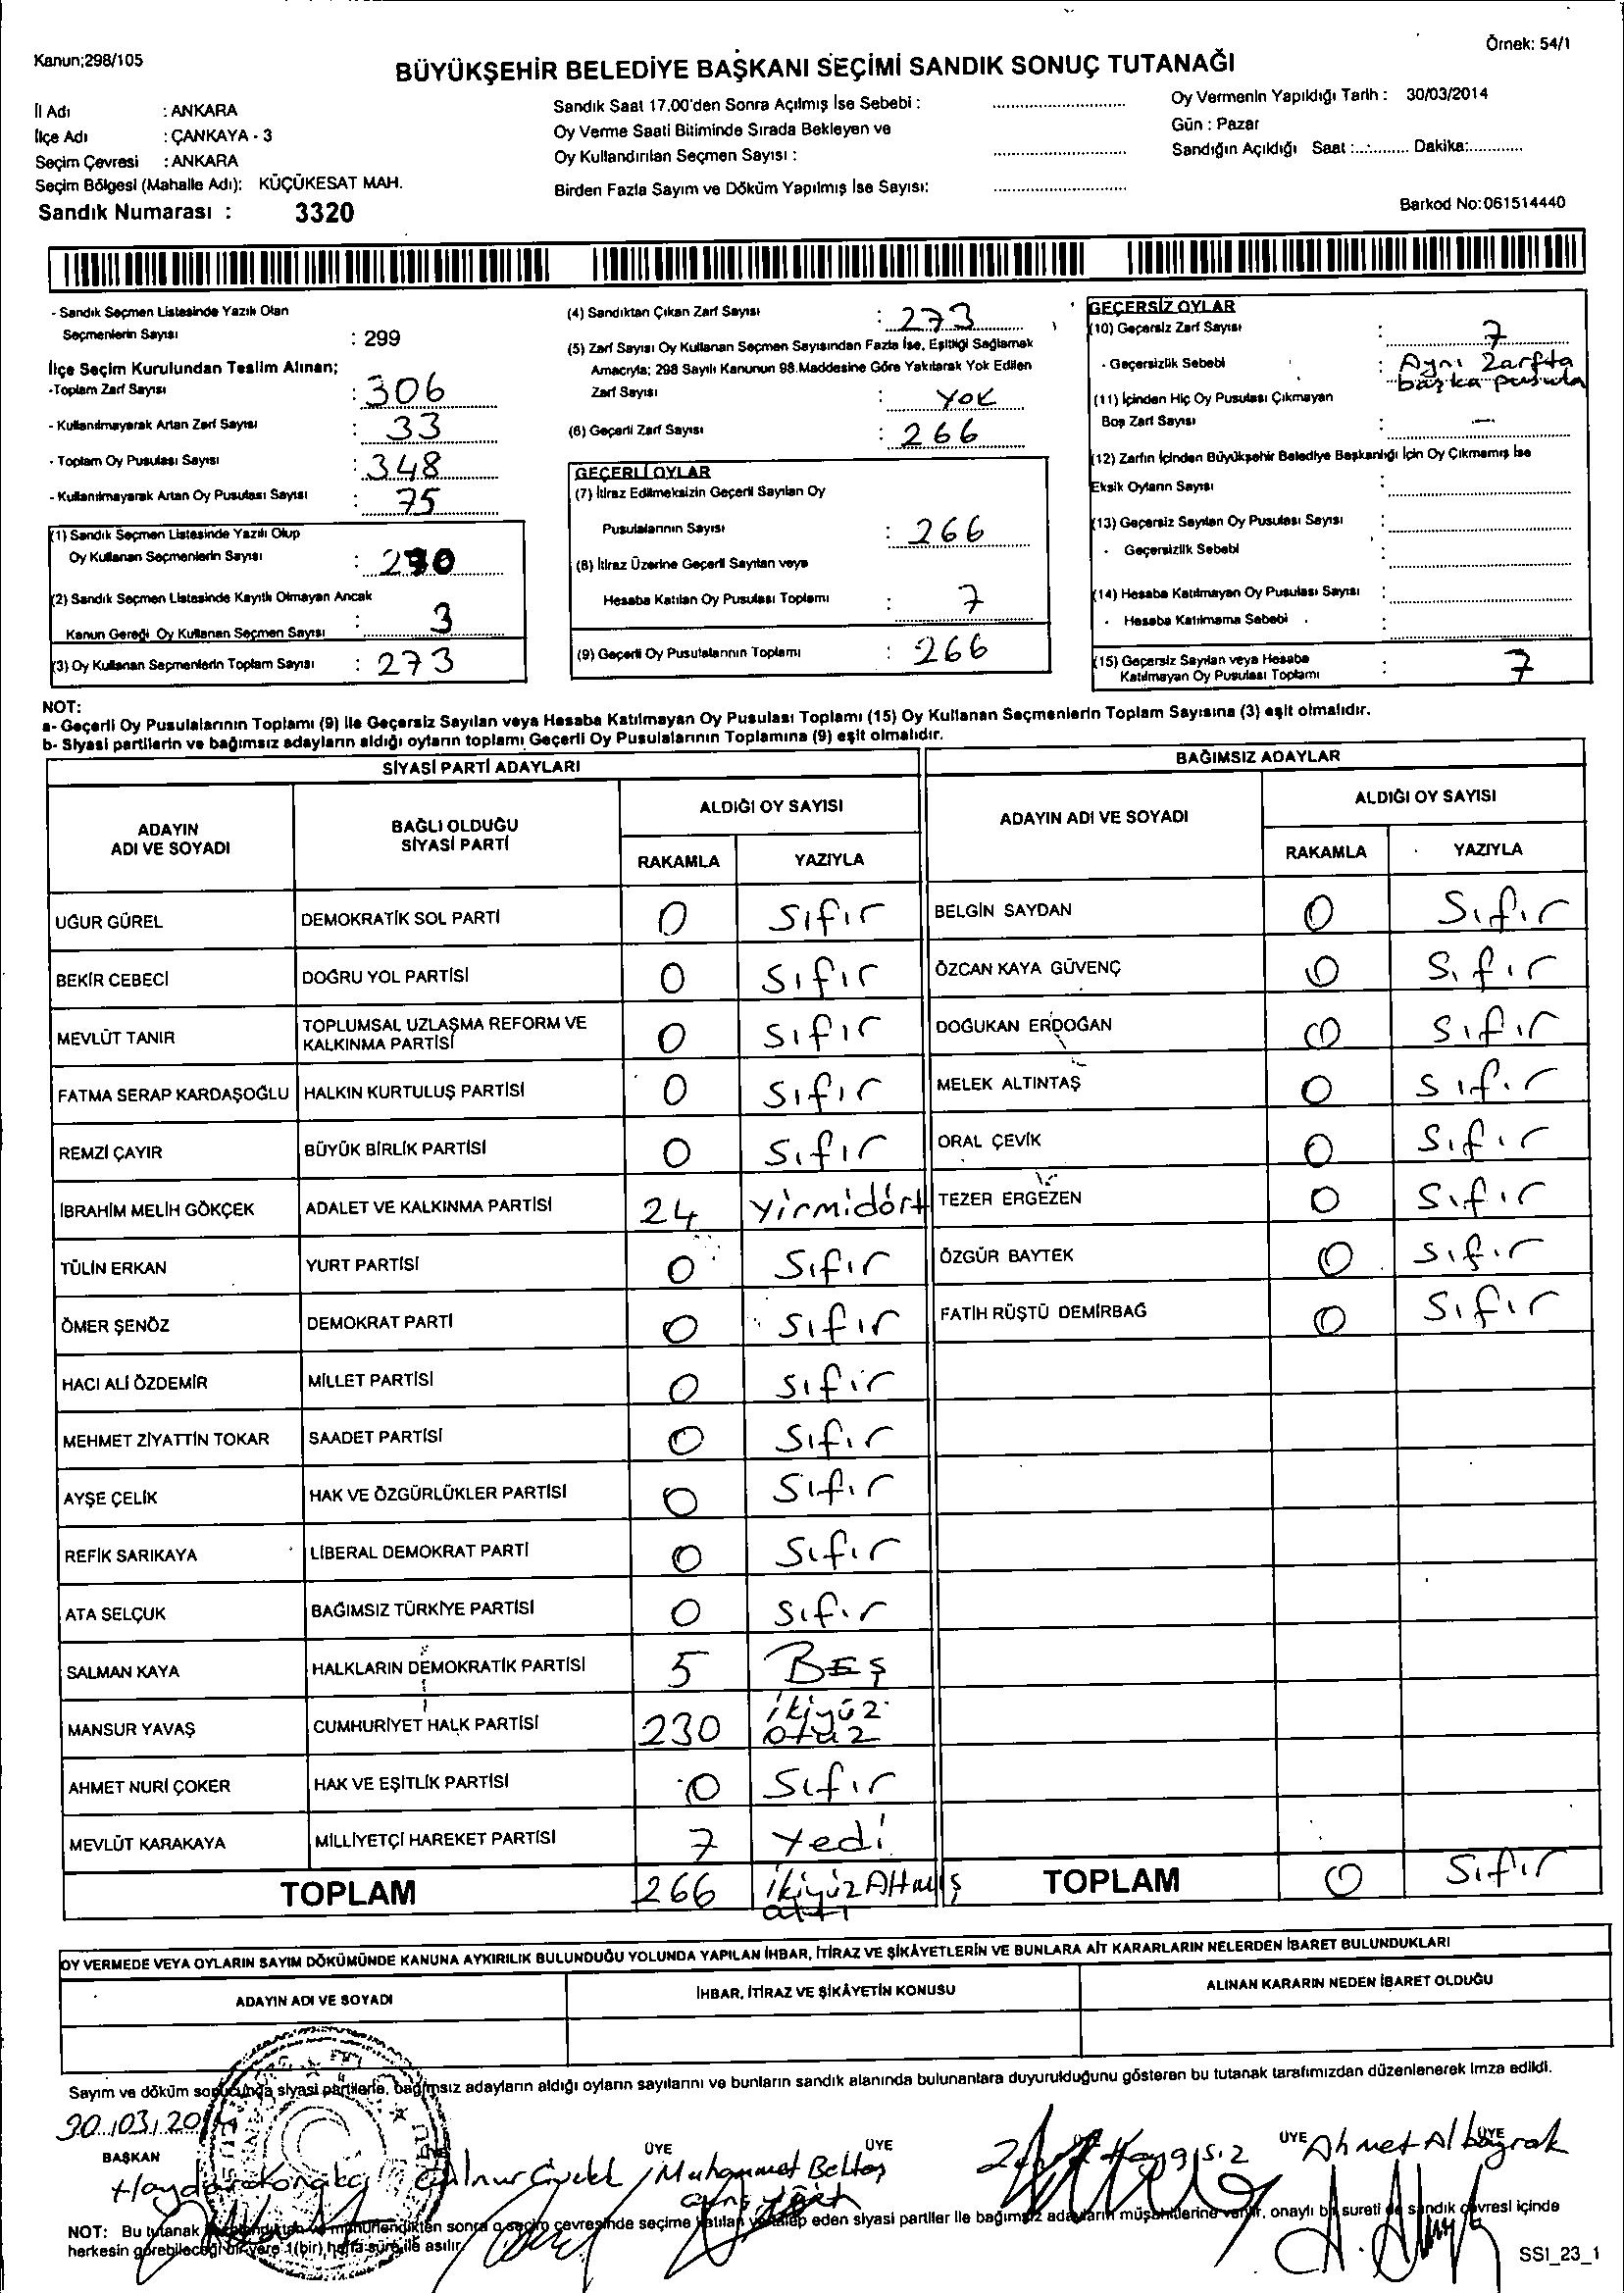 Kanun;298/105
Örnek: 54/1
BÜYÜKŞEHİR BELEDİYE BAŞKANI SEÇİMİ SANDIK SONUÇ TUTANAĞI
İl Adı : ANKARA
İlçe Adı : ÇANKAYA - 3
Seçim Çevresi : ANKARA
Seçim Bölgesi (Mahalle Adı): KÜÇÜKESAT MAH.
Sandık Numarası : 3320
Sandık Saat 17.00'den Sonra Açılmış İse Sebebi :
Oy Verme Saati Bitiminde Sırada Bekleyen ve
Oy Kullandırılan Seçmen Sayısı :
Birden Fazla Sayım ve Döküm Yapılmış İse Sayısı:
Oy Vermenin Yapıldığı Tarih : 30/03/2014
Gün : Pazar
Sandığın Açıldığı Saat :............ Dakika:............
Barkod No:061514440
- Sandık Seçmen Listesinde Yazılı Olan
Seçmenlerin Sayısı : 299
İlçe Seçim Kurulundan Teslim Alınan;
-Toplam Zarf Sayısı : 306
- Kullanılmayarak Artan Zarf Sayısı : 33
- Toplam Oy Pusulası Sayısı : 348
- Kullanılmayarak Artan Oy Pusulası Sayısı : 75
(1) Sandık Seçmen Listesinde Yazılı Olup
Oy Kullanan Seçmenlerin Sayısı : 270
(2) Sandık Seçmen Listesinde Kayıtlı Olmayan Ancak
Kanun Gereği Oy Kullanan Seçmen Sayısı : 3
(3) Oy Kullanan Seçmenlerin Toplam Sayısı : 273
(4) Sandıktan Çıkan Zarf Sayısı : 273
(5) Zarf Sayısı Oy Kullanan Seçmen Sayısından Fazla İse, Eşitliği Sağlamak
Amacıyla; 298 Sayılı Kanunun 98.Maddesine Göre Yakılarak Yok Edilen
Zarf Sayısı : YOK
(6) Geçerli Zarf Sayısı : 266
GEÇERLİ OYLAR
(7) İtiraz Edilmeksizin Geçerli Sayılan Oy
Pusulalarının Sayısı : 266
(8) İtiraz Üzerine Geçerli Sayılan veya
Hesaba Katılan Oy Pusulası Toplamı : 7
(9) Geçerli Oy Pusulalarının Toplamı : 266
GEÇERSİZ OYLAR
(10) Geçersiz Zarf Sayısı : 7
- Geçersizlik Sebebi : Aynı Zarfta
başka pusula
(11) İçinden Hiç Oy Pusulası Çıkmayan
Boş Zarf Sayısı : —
(12) Zarfın İçinden Büyükşehir Belediye Başkanlığı İçin Oy Çıkmamış İse
Eksik Oyların Sayısı :
(13) Geçersiz Sayılan Oy Pusulası Sayısı :
- Geçersizlik Sebebi :
(14) Hesaba Katılmayan Oy Pusulası Sayısı :
- Hesaba Katılmama Sebebi :
(15) Geçersiz Sayılan veya Hesaba
Katılmayan Oy Pusulası Toplamı : 7
NOT:
a- Geçerli Oy Pusulalarının Toplamı (9) ile Geçersiz Sayılan veya Hesaba Katılmayan Oy Pusulası Toplamı (15) Oy Kullanan Seçmenlerin Toplam Sayısına (3) eşit olmalıdır.
b- Siyasi partilerin ve bağımsız adayların aldığı oyların toplamı Geçerli Oy Pusulalarının Toplamına (9) eşit olmalıdır.
SİYASİ PARTİ ADAYLARI
ADAYIN
ADI VE SOYADI
BAĞLI OLDUĞU
SİYASİ PARTİ
ALDIĞI OY SAYISI
RAKAMLA YAZIYLA
UĞUR GÜREL DEMOKRATİK SOL PARTİ 0 Sıfır
BEKİR CEBECİ DOĞRU YOL PARTİSİ 0 Sıfır
MEVLÜT TANIR TOPLUMSAL UZLAŞMA REFORM VE
KALKINMA PARTİSİ 0 Sıfır
FATMA SERAP KARDAŞOĞLU HALKIN KURTULUŞ PARTİSİ 0 Sıfır
REMZİ ÇAYIR BÜYÜK BİRLİK PARTİSİ 0 Sıfır
İBRAHİM MELİH GÖKÇEK ADALET VE KALKINMA PARTİSİ 24 Yirmidört
TÜLİN ERKAN YURT PARTİSİ 0 Sıfır
ÖMER ŞENÖZ DEMOKRAT PARTİ 0 Sıfır
HACI ALİ ÖZDEMİR MİLLET PARTİSİ 0 Sıfır
MEHMET ZİYATTİN TOKAR SAADET PARTİSİ 0 Sıfır
AYŞE ÇELİK HAK VE ÖZGÜRLÜKLER PARTİSİ 0 Sıfır
REFİK SARIKAYA LİBERAL DEMOKRAT PARTİ 0 Sıfır
ATA SELÇUK BAĞIMSIZ TÜRKİYE PARTİSİ 0 Sıfır
SALMAN KAYA HALKLARIN DEMOKRATİK PARTİSİ 5 BEŞ
MANSUR YAVAŞ CUMHURİYET HALK PARTİSİ 230 ikiyüz
otuz
AHMET NURİ ÇOKER HAK VE EŞİTLİK PARTİSİ 0 Sıfır
MEVLÜT KARAKAYA MİLLİYETÇİ HAREKET PARTİSİ 7 Yedi
TOPLAM 266 ikiyüz Altmış
altı
BAĞIMSIZ ADAYLAR
ADAYIN ADI VE SOYADI
ALDIĞI OY SAYISI
RAKAMLA YAZIYLA
BELGİN SAYDAN 0 Sıfır
ÖZCAN KAYA GÜVENÇ 0 Sıfır
DOĞUKAN ERDOĞAN 0 Sıfır
MELEK ALTINTAŞ 0 Sıfır
ORAL ÇEVİK 0 Sıfır
TEZER ERGEZEN 0 Sıfır
ÖZGÜR BAYTEK 0 Sıfır
FATİH RÜŞTÜ DEMİRBAĞ 0 Sıfır
TOPLAM 0 Sıfır
OY VERMEDE VEYA OYLARIN SAYIM DÖKÜMÜNDE KANUNA AYKIRILIK BULUNDUĞU YOLUNDA YAPILAN İHBAR, İTİRAZ VE ŞİKÂYETLERİN VE BUNLARA AİT KARARLARIN NELERDEN İBARET BULUNDUKLARI
ADAYIN ADI VE SOYADI
İHBAR, İTİRAZ VE ŞİKÂYETİN KONUSU
ALINAN KARARIN NEDEN İBARET OLDUĞU
Sayım ve döküm sonucunda siyasi partilerle, bağımsız adayların aldığı oyların sayılarını ve bunların sandık alanında bulunanlara duyurulduğunu gösteren bu tutanak tarafımızdan düzenlenerek imza edildi.
30.03.2014
BAŞKAN
ÜYE
ÜYE
ÜYE
ÜYE
Muhammet
Kaygısız
Ahmet Albayrak
NOT: Bu tutanak mühürlendikten sonra o seçim çevresinde seçime katılan ve talep eden siyasi partiler ile bağımsız adayların müşahitlerine verilir, onaylı bir sureti de sandık çevresi içinde
herkesin görebileceği bir yere 1(bir) hafta süre ile asılır.
SSI_23_1